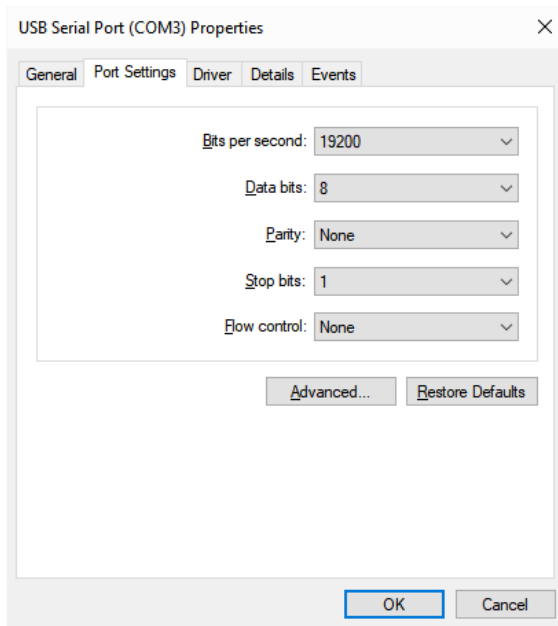 USB Serial Port (COM3) Properties
General Port Settings Driver Details Events
Bits per second: 19200
Data bits: 8
Parity: None
Stop bits: 1
Flow control: None
Advanced... Restore Defaults
OK Cancel